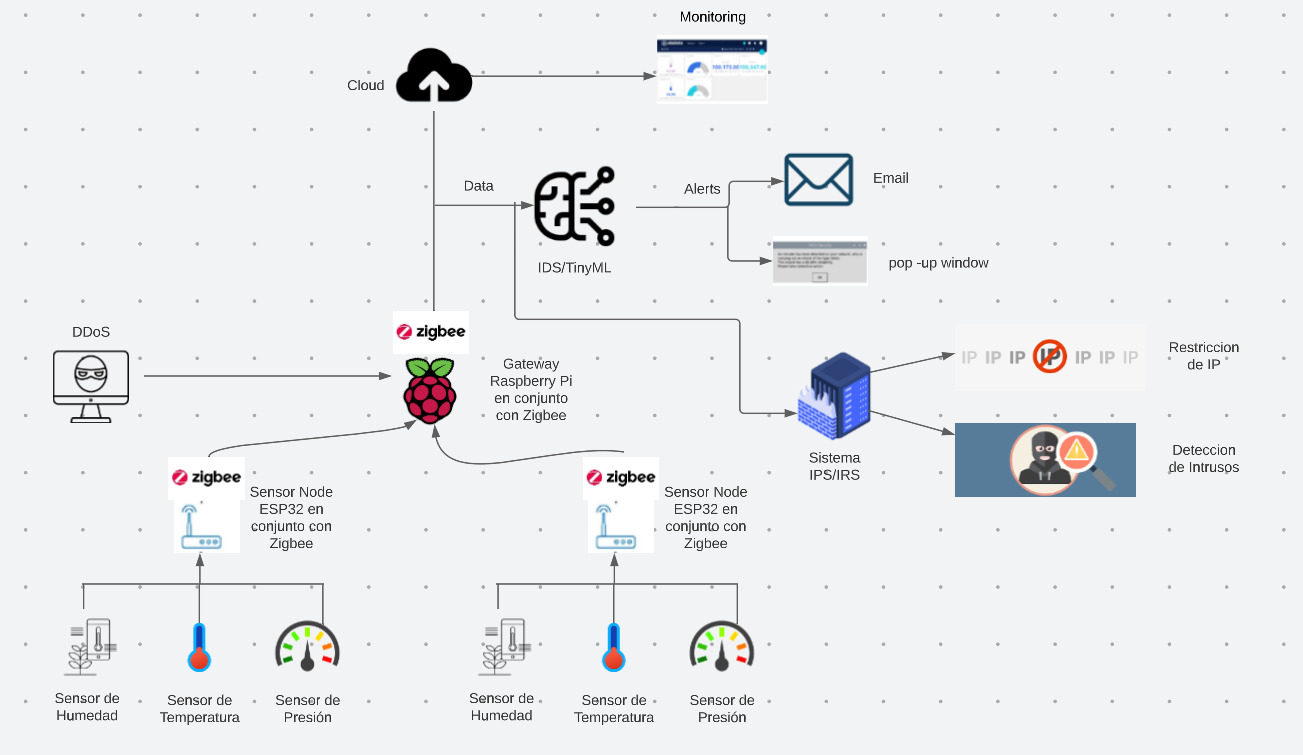 Monitoring
Cloud
Data
Alerts
Email
IDS/TinyML
pop -up window
DDoS
zigbee
Gateway
Raspberry Pi
en conjunto
con Zigbee
IP IP IP IP IP IP IP
Restriccion
de IP
Sistema
IPS/IRS
Deteccion
de Intrusos
zigbee
Sensor Node
ESP32 en
conjunto con
Zigbee
zigbee
Sensor Node
ESP32 en
conjunto con
Zigbee
Sensor de
Humedad
Sensor de
Temperatura
Sensor de
Presión
Sensor de
Humedad
Sensor de
Temperatura
Sensor de
Presión